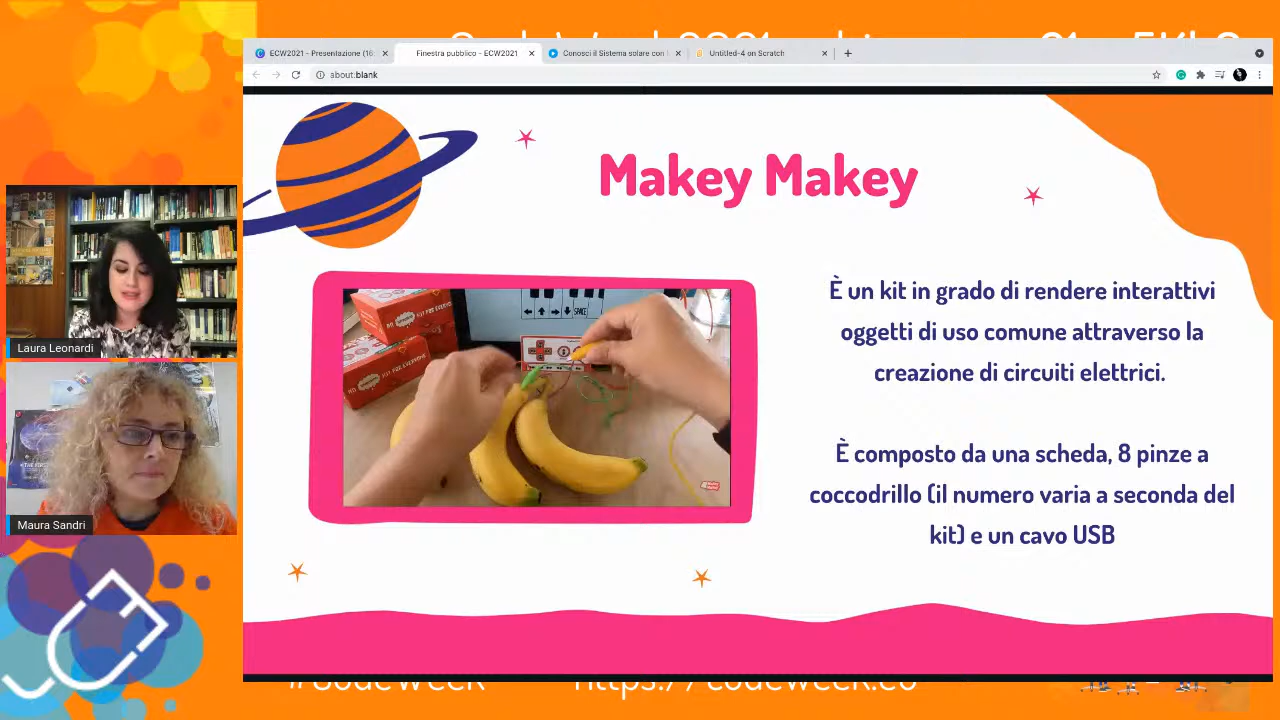 ECW2021 - Presentazione (16
Finestra pubblico - ECW2021
Conosci il Sistema solare con l
Untitled-4 on Scratch
about:blank
Makey Makey
È un kit in grado di rendere interattivi
oggetti di uso comune attraverso la
creazione di circuiti elettrici.
È composto da una scheda, 8 pinze a
coccodrillo (il numero varia a seconda del
kit) e un cavo USB
SPACE
Laura Leonardi
Maura Sandri
#CodeWeek
https://codeweek.eu